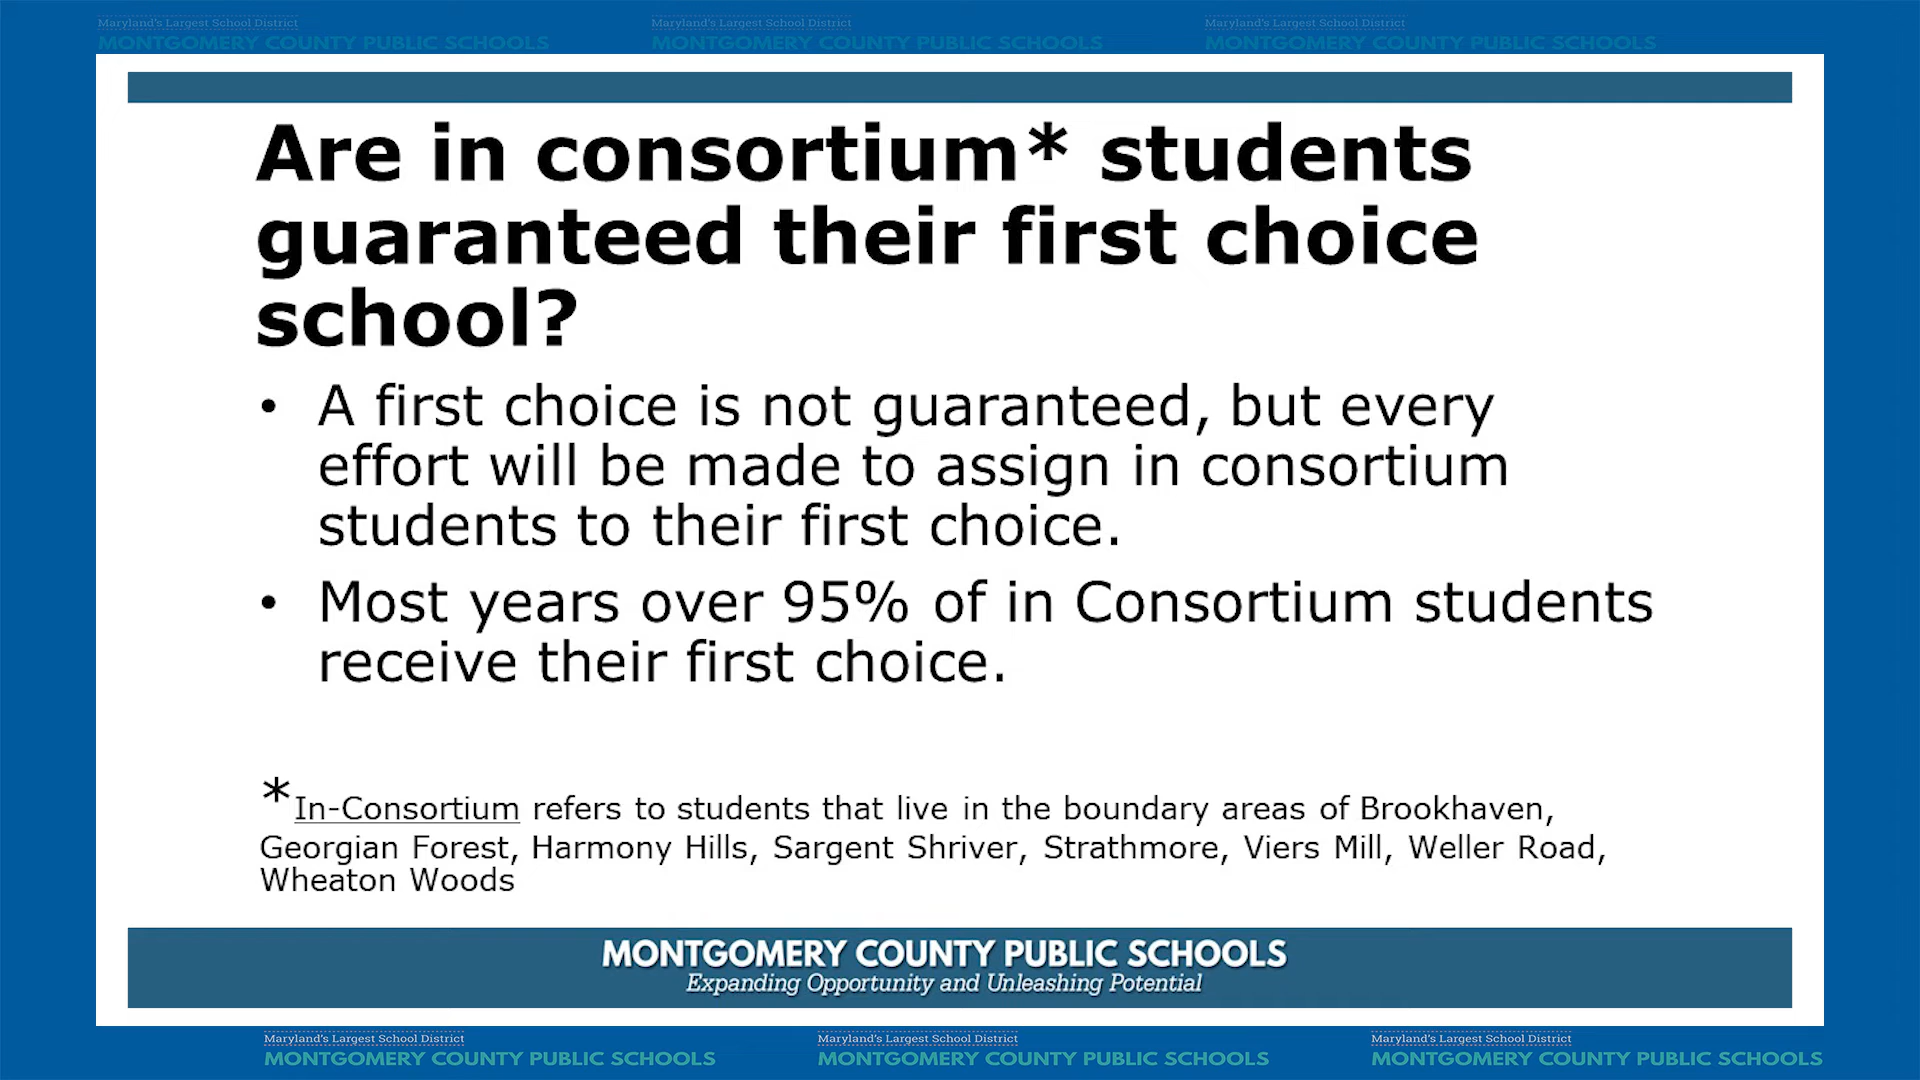 Maryland's Largest School District Maryland's Largest School District Maryland's Largest School District
MONTGOMERY COUNTY PUBLIC SCHOOLS MONTGOMERY COUNTY PUBLIC SCHOOLS MONTGOMERY COUNTY PUBLIC SCHOOLS
Are in consortium* students
guaranteed their first choice
school?
• A first choice is not guaranteed, but every
effort will be made to assign in consortium
students to their first choice.
• Most years over 95% of in Consortium students
receive their first choice.
*In-Consortium refers to students that live in the boundary areas of Brookhaven,
Georgian Forest, Harmony Hills, Sargent Shriver, Strathmore, Viers Mill, Weller Road,
Wheaton Woods
MONTGOMERY COUNTY PUBLIC SCHOOLS
Expanding Opportunity and Unleashing Potential
Maryland's Largest School District Maryland's Largest School District Maryland's Largest School District
MONTGOMERY COUNTY PUBLIC SCHOOLS MONTGOMERY COUNTY PUBLIC SCHOOLS MONTGOMERY COUNTY PUBLIC SCHOOLS